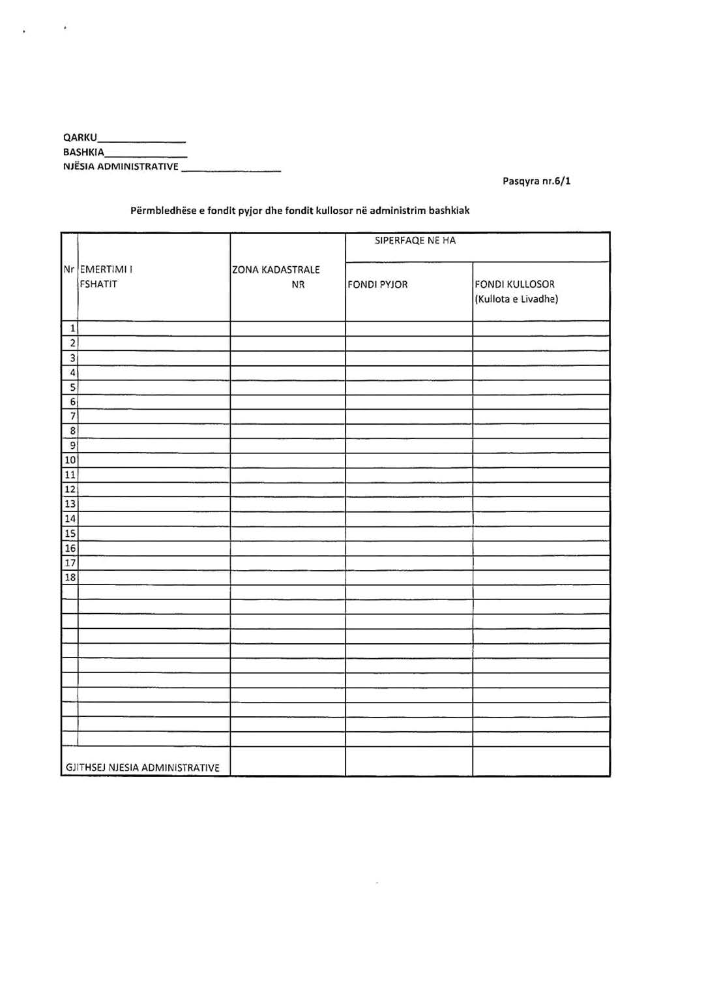 QARKU
BASHKIA
NJËSIA ADMINISTRATIVE
Pasqyra nr.6/1
Përmbledhëse e fondit pyjor dhe fondit kullosor në administrim bashkiak
SIPERFAQE NE HA
Nr EMERTIMI I ZONA KADASTRALE
FSHATIT NR FONDI PYJOR FONDI KULLOSOR
(Kullota e Livadhe)
1
2
3
4
5
6
7
8
9
10
11
12
13
14
15
16
17
18
GJITHSEJ NJESIA ADMINISTRATIVE